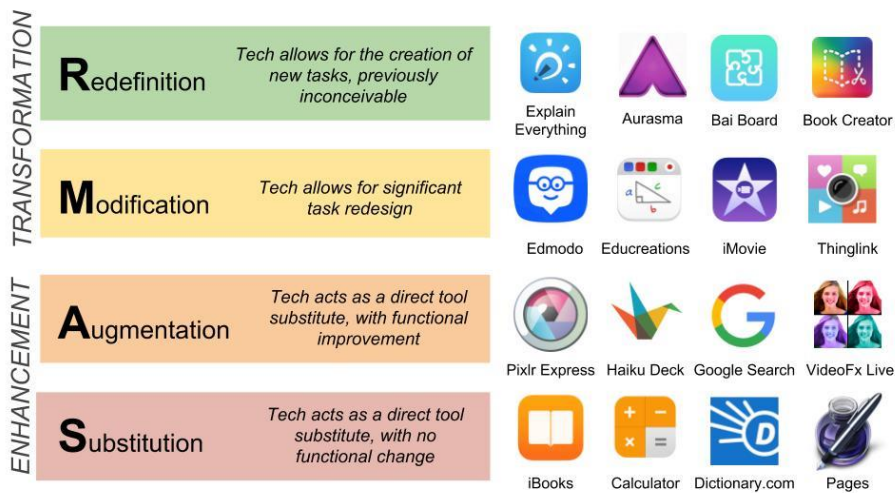 TRANSFORMATION
Redefinition
Tech allows for the creation of
new tasks, previously
inconceivable
Explain
Everything
Aurasma
Bai Board
Book Creator
Modification
Tech allows for significant
task redesign
a
c
b
Edmodo
Educreations
iMovie
Thinglink
ENHANCEMENT
Augmentation
Tech acts as a direct tool
substitute, with functional
improvement
G
Pixlr Express
Haiku Deck
Google Search
VideoFx Live
Substitution
Tech acts as a direct tool
substitute, with no
functional change
+ −
× =
D
iBooks
Calculator
Dictionary.com
Pages